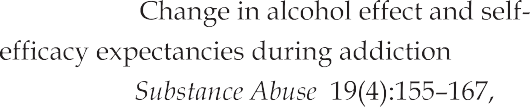 Change in alcohol effect and self-
efficacy expectancies during addiction
Substance Abuse 19(4):155–167,